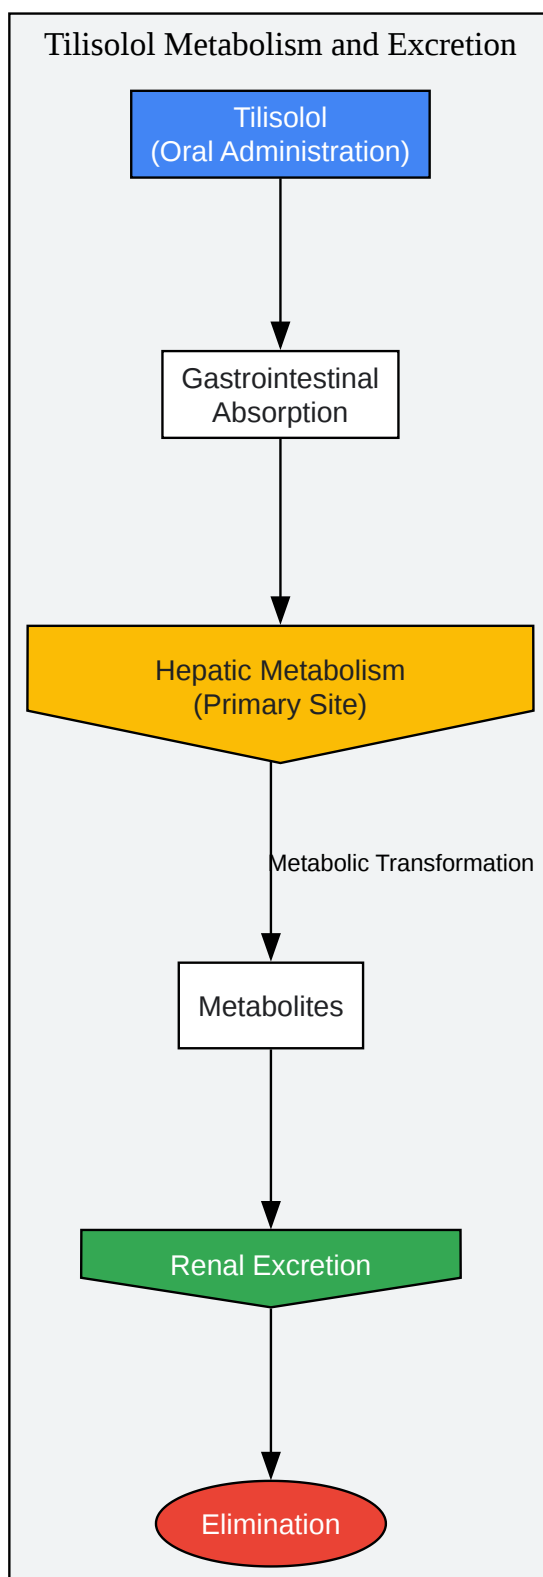 Tilisolol Metabolism and Excretion
Tilisolol
(Oral Administration)
Gastrointestinal
Absorption
Hepatic Metabolism
(Primary Site)
Metabolic Transformation
Metabolites
Renal Excretion
Elimination